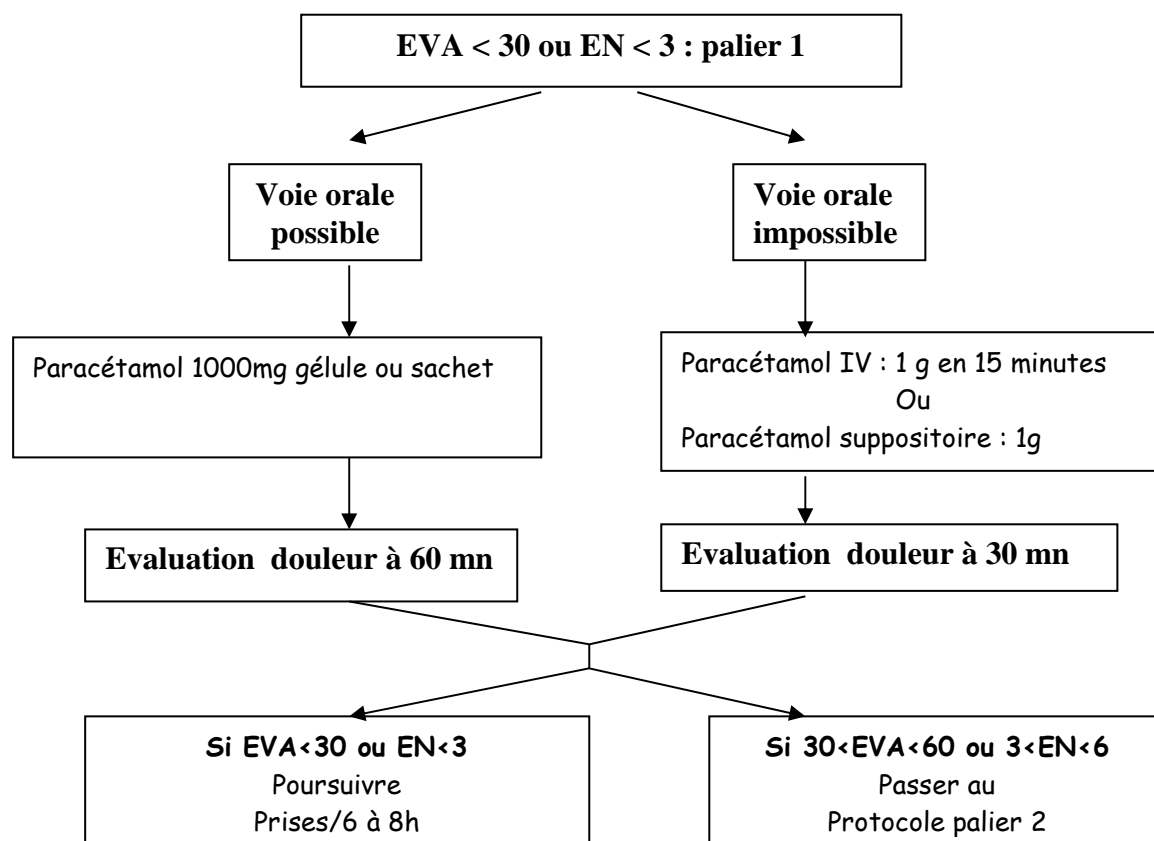 EVA < 30 ou EN < 3 : palier 1
Voie orale
possible
Voie orale
impossible
Paracétamol 1000mg gélule ou sachet
Paracétamol IV : 1 g en 15 minutes
Ou
Paracétamol suppositoire : 1g
Evaluation douleur à 60 mn
Evaluation douleur à 30 mn
Si EVA<30 ou EN<3
Poursuivre
Prises/6 à 8h
Si 30<EVA<60 ou 3<EN<6
Passer au
Protocole palier 2